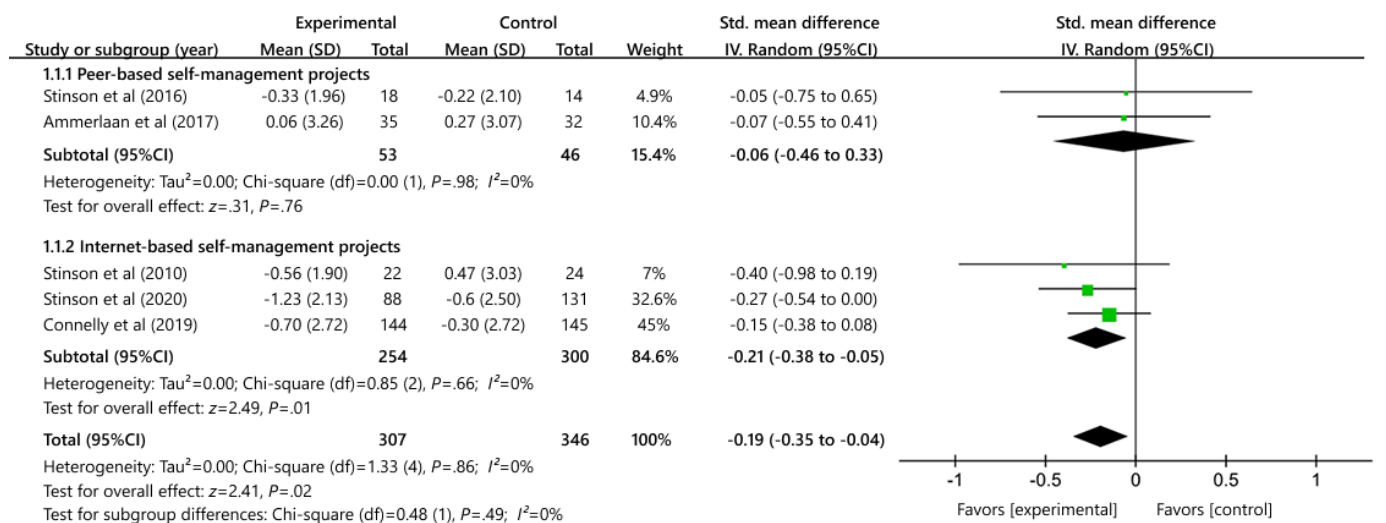 Experimental Control Std. mean difference Std. mean difference
Study or subgroup (year) Mean (SD) Total Mean (SD) Total Weight IV. Random (95%CI) IV. Random (95%CI)
1.1.1 Peer-based self-management projects
Stinson et al (2016) -0.33 (1.96) 18 -0.22 (2.10) 14 4.9% -0.05 (-0.75 to 0.65)
Ammerlaan et al (2017) 0.06 (3.26) 35 0.27 (3.07) 32 10.4% -0.07 (-0.55 to 0.41)
Subtotal (95%CI) 53 46 15.4% -0.06 (-0.46 to 0.33)
Heterogeneity: Tau²=0.00; Chi-square (df)=0.00 (1), P=.98; I²=0%
Test for overall effect: z=.31, P=.76
1.1.2 Internet-based self-management projects
Stinson et al (2010) -0.56 (1.90) 22 0.47 (3.03) 24 7% -0.40 (-0.98 to 0.19)
Stinson et al (2020) -1.23 (2.13) 88 -0.6 (2.50) 131 32.6% -0.27 (-0.54 to 0.00)
Connelly et al (2019) -0.70 (2.72) 144 -0.30 (2.72) 145 45% -0.15 (-0.38 to 0.08)
Subtotal (95%CI) 254 300 84.6% -0.21 (-0.38 to -0.05)
Heterogeneity: Tau²=0.00; Chi-square (df)=0.85 (2), P=.66; I²=0%
Test for overall effect: z=2.49, P=.01
Total (95%CI) 307 346 100% -0.19 (-0.35 to -0.04)
Heterogeneity: Tau²=0.00; Chi-square (df)=1.33 (4), P=.86; I²=0%
Test for overall effect: z=2.41, P=.02
Test for subgroup differences: Chi-square (df)=0.48 (1), P=.49; I²=0%
-1 -0.5 0 0.5 1
Favors [experimental] Favors [control]